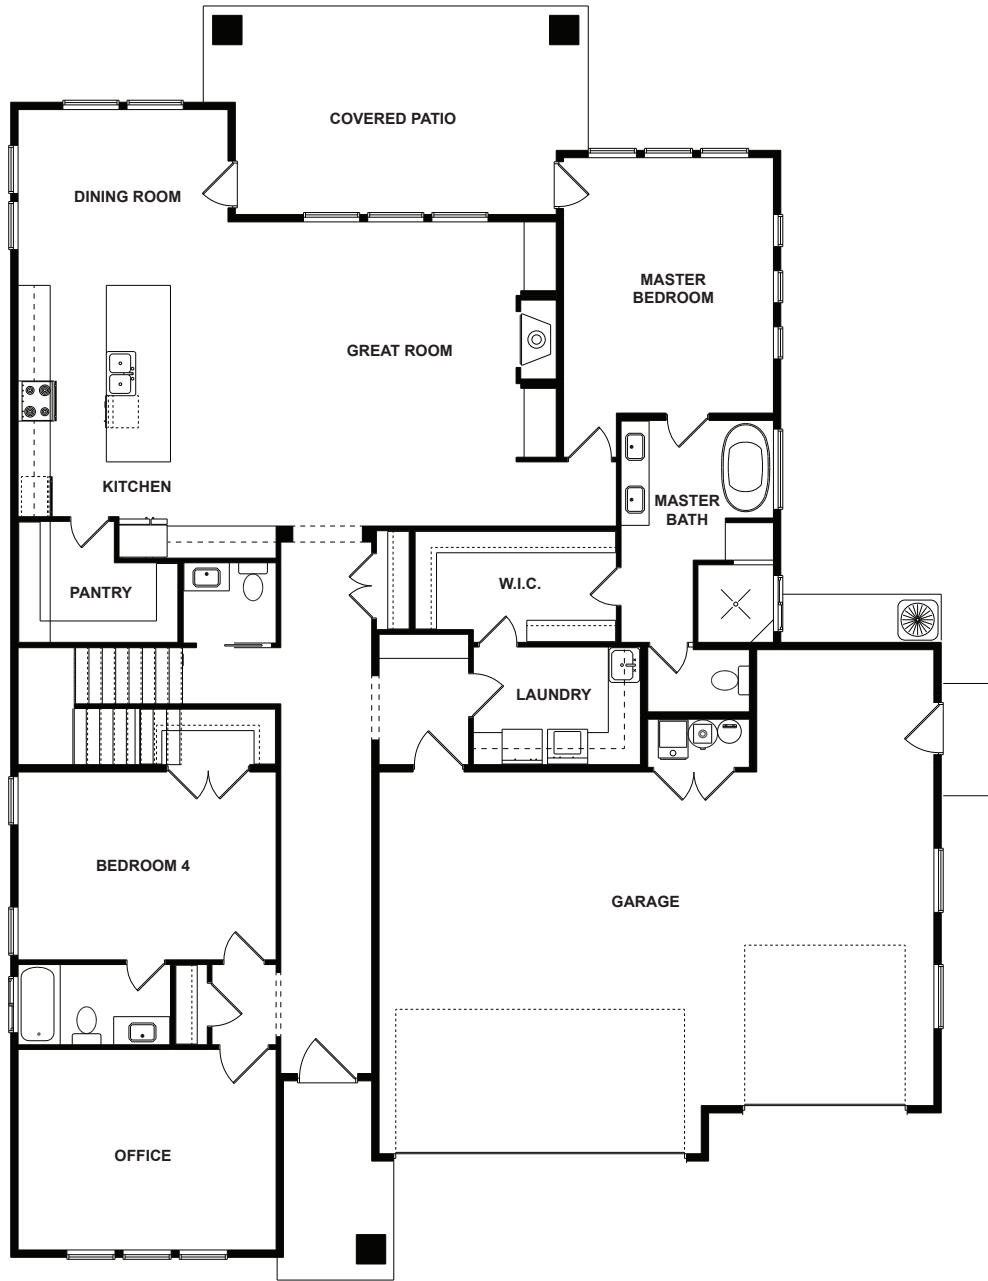 COVERED PATIO
DINING ROOM
MASTER
BEDROOM
GREAT ROOM
KITCHEN
MASTER
BATH
W.I.C.
PANTRY
LAUNDRY
BEDROOM 4
GARAGE
OFFICE